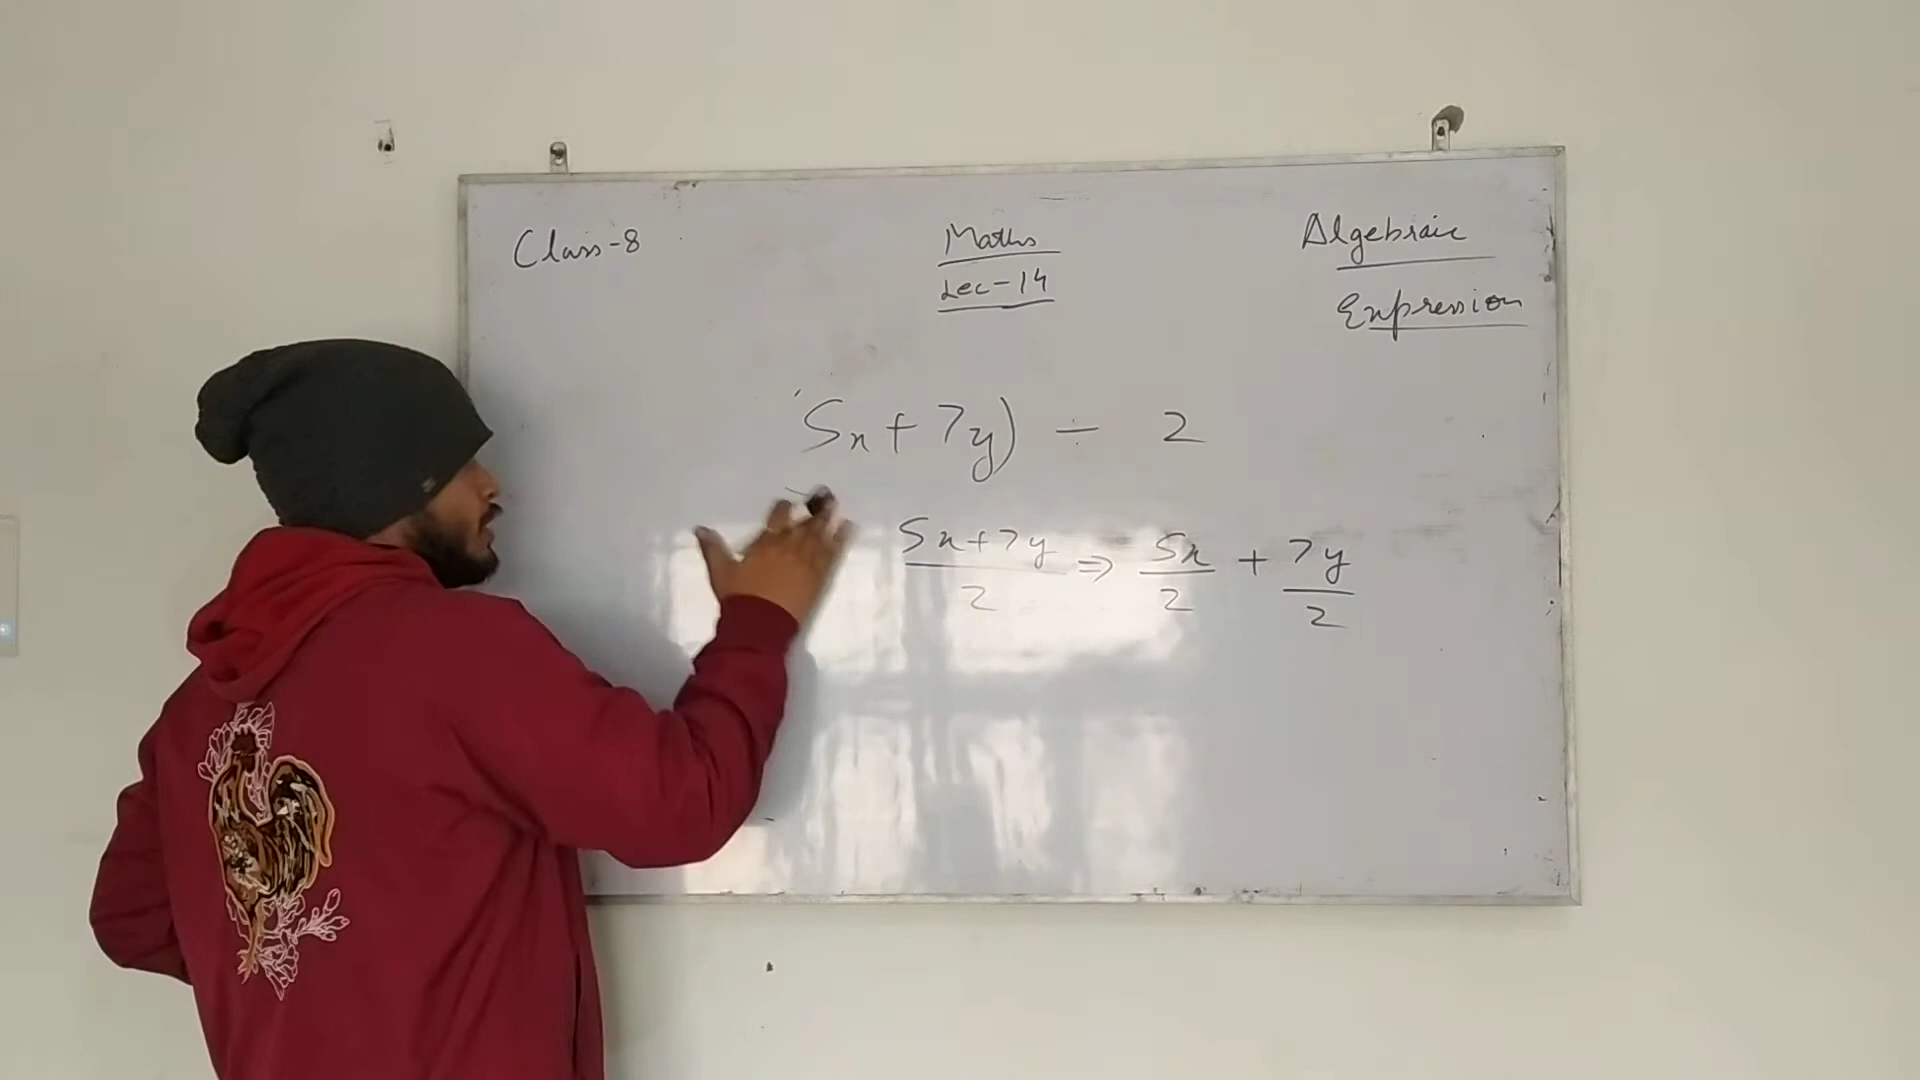 Class-8
Maths
Lec-14
Algebraic
Expression
5x + 7y) ÷ 2
5x+7y/2 ⇒ 5x/2 + 7y/2